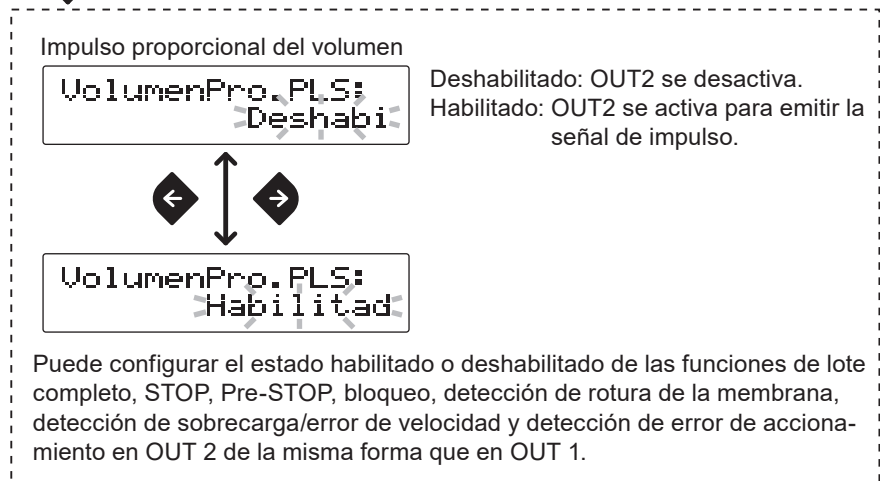 Impulso proporcional del volumen
VolumenPro.PLS:
Deshabi
Deshabilitado: OUT2 se desactiva.
Habilitado: OUT2 se activa para emitir la
señal de impulso.
VolumenPro.PLS:
Habilitad
Puede configurar el estado habilitado o deshabilitado de las funciones de lote
completo, STOP, Pre-STOP, bloqueo, detección de rotura de la membrana,
detección de sobrecarga/error de velocidad y detección de error de acciona-
miento en OUT 2 de la misma forma que en OUT 1.